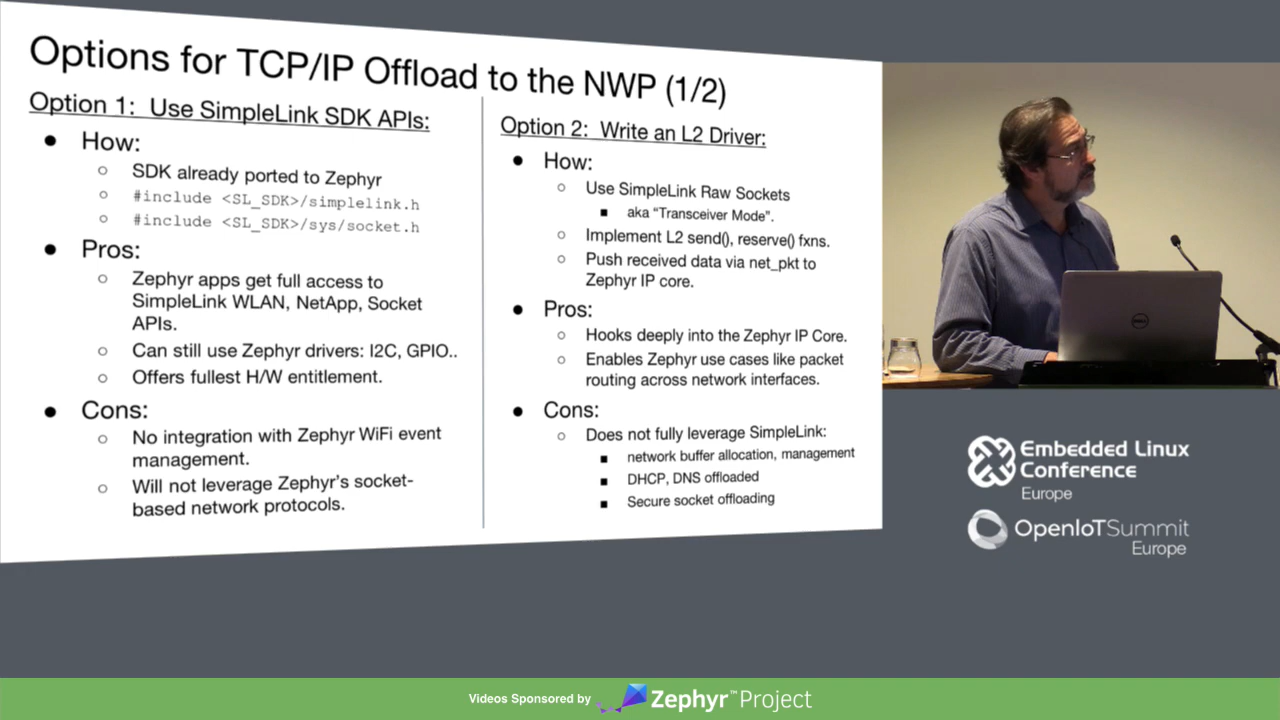 Options for TCP/IP Offload to the NWP (1/2)
Option 1: Use SimpleLink SDK APIs:
● How:
○ SDK already ported to Zephyr
○ #include <SL_SDK>/simplelink.h
○ #include <SL_SDK>/sys/socket.h
● Pros:
○ Zephyr apps get full access to
SimpleLink WLAN, NetApp, Socket
APIs.
○ Can still use Zephyr drivers: I2C, GPIO..
○ Offers fullest H/W entitlement.
● Cons:
○ No integration with Zephyr WiFi event
management.
○ Will not leverage Zephyr's socket-
based network protocols.
Option 2: Write an L2 Driver:
● How:
○ Use SimpleLink Raw Sockets
■ aka "Transceiver Mode".
○ Implement L2 send(), reserve() fxns.
○ Push received data via net_pkt to
Zephyr IP core.
● Pros:
○ Hooks deeply into the Zephyr IP Core.
○ Enables Zephyr use cases like packet
routing across network interfaces.
● Cons:
○ Does not fully leverage SimpleLink:
■ network buffer allocation, management
■ DHCP, DNS offloaded
■ Secure socket offloading
DELL
Embedded Linux
Conference
Europe
OpenIoTSummit
Europe
Videos Sponsored by Zephyr™Project